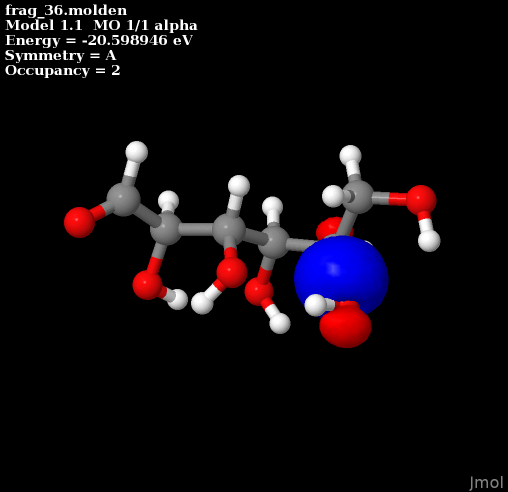 frag_36.molden
Model 1.1  MO 1/1 alpha
Energy = -20.598946 eV
Symmetry = A
Occupancy = 2
Jmol